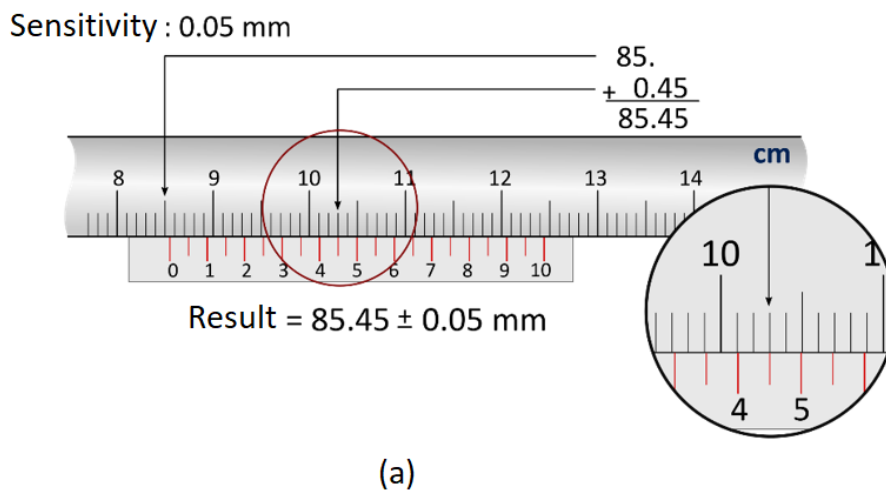 Sensitivity : 0.05 mm
85.
+ 0.45
85.45
cm
8 9 10 11 12 13 14
0 1 2 3 4 5 6 7 8 9 10
10 1
4 5
Result = 85.45 ± 0.05 mm
(a)